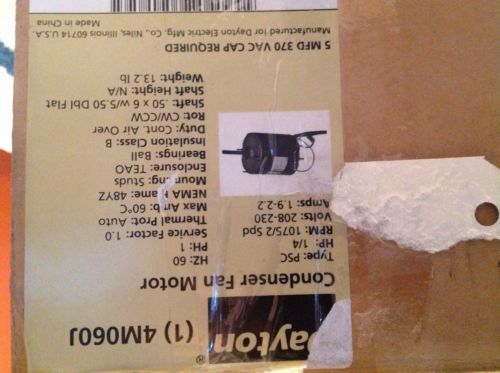 Dayton® (1) 4M060J
Condenser Fan Motor
Type: PSC
HP: 1/4
RPM: 1075/2 Spd
Volts: 208-230
Amps: 1.9-2.2
HZ: 60
PH: 1
Service Factor: 1.0
Thermal Prot: Auto
Max Air 60°C
NEMA Frame: 48YZ
Mounting: Studs
Enclosure: TEAO
Bearings: Ball
Insulation Class: B
Duty: Cont. Air Over
Rot: CW/CCW
Shaft: .50 x 6 w/5.50 Dbl Flat
Shaft Height: N/A
Weight: 13.2 lb
5 MFD 370 VAC CAP REQUIRED
Manufactured for Dayton Electric Mfg. Co., Niles, Illinois 60714 U.S.A.
Made in China